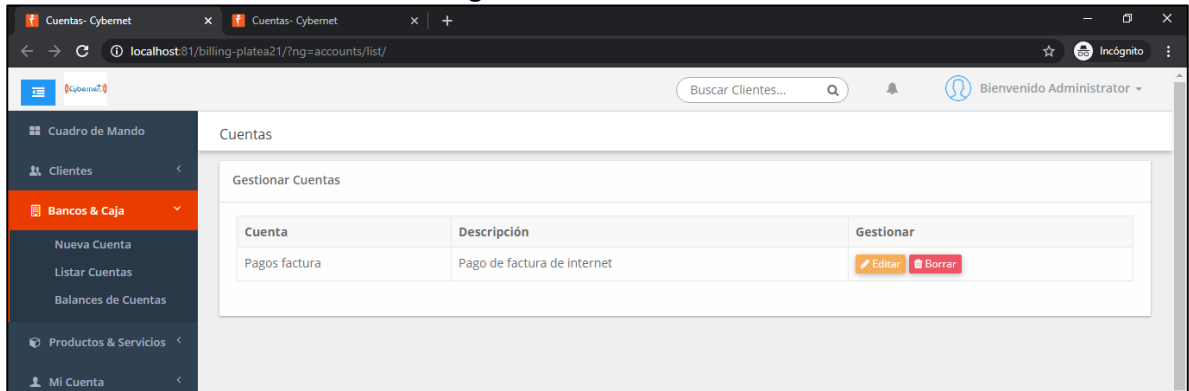 Cuentas- Cybernet
Cuentas- Cybernet
localhost:81/billing-platea21/?ng=accounts/list/
Incógnito
Cybernet
Buscar Clientes...
Bienvenido Administrator
Cuadro de Mando
Cuentas
Clientes
Gestionar Cuentas
Bancos & Caja
Cuenta Descripción Gestionar
Nueva Cuenta
Pagos factura Pago de factura de internet Editar Borrar
Listar Cuentas
Balances de Cuentas
Productos & Servicios
Mi Cuenta